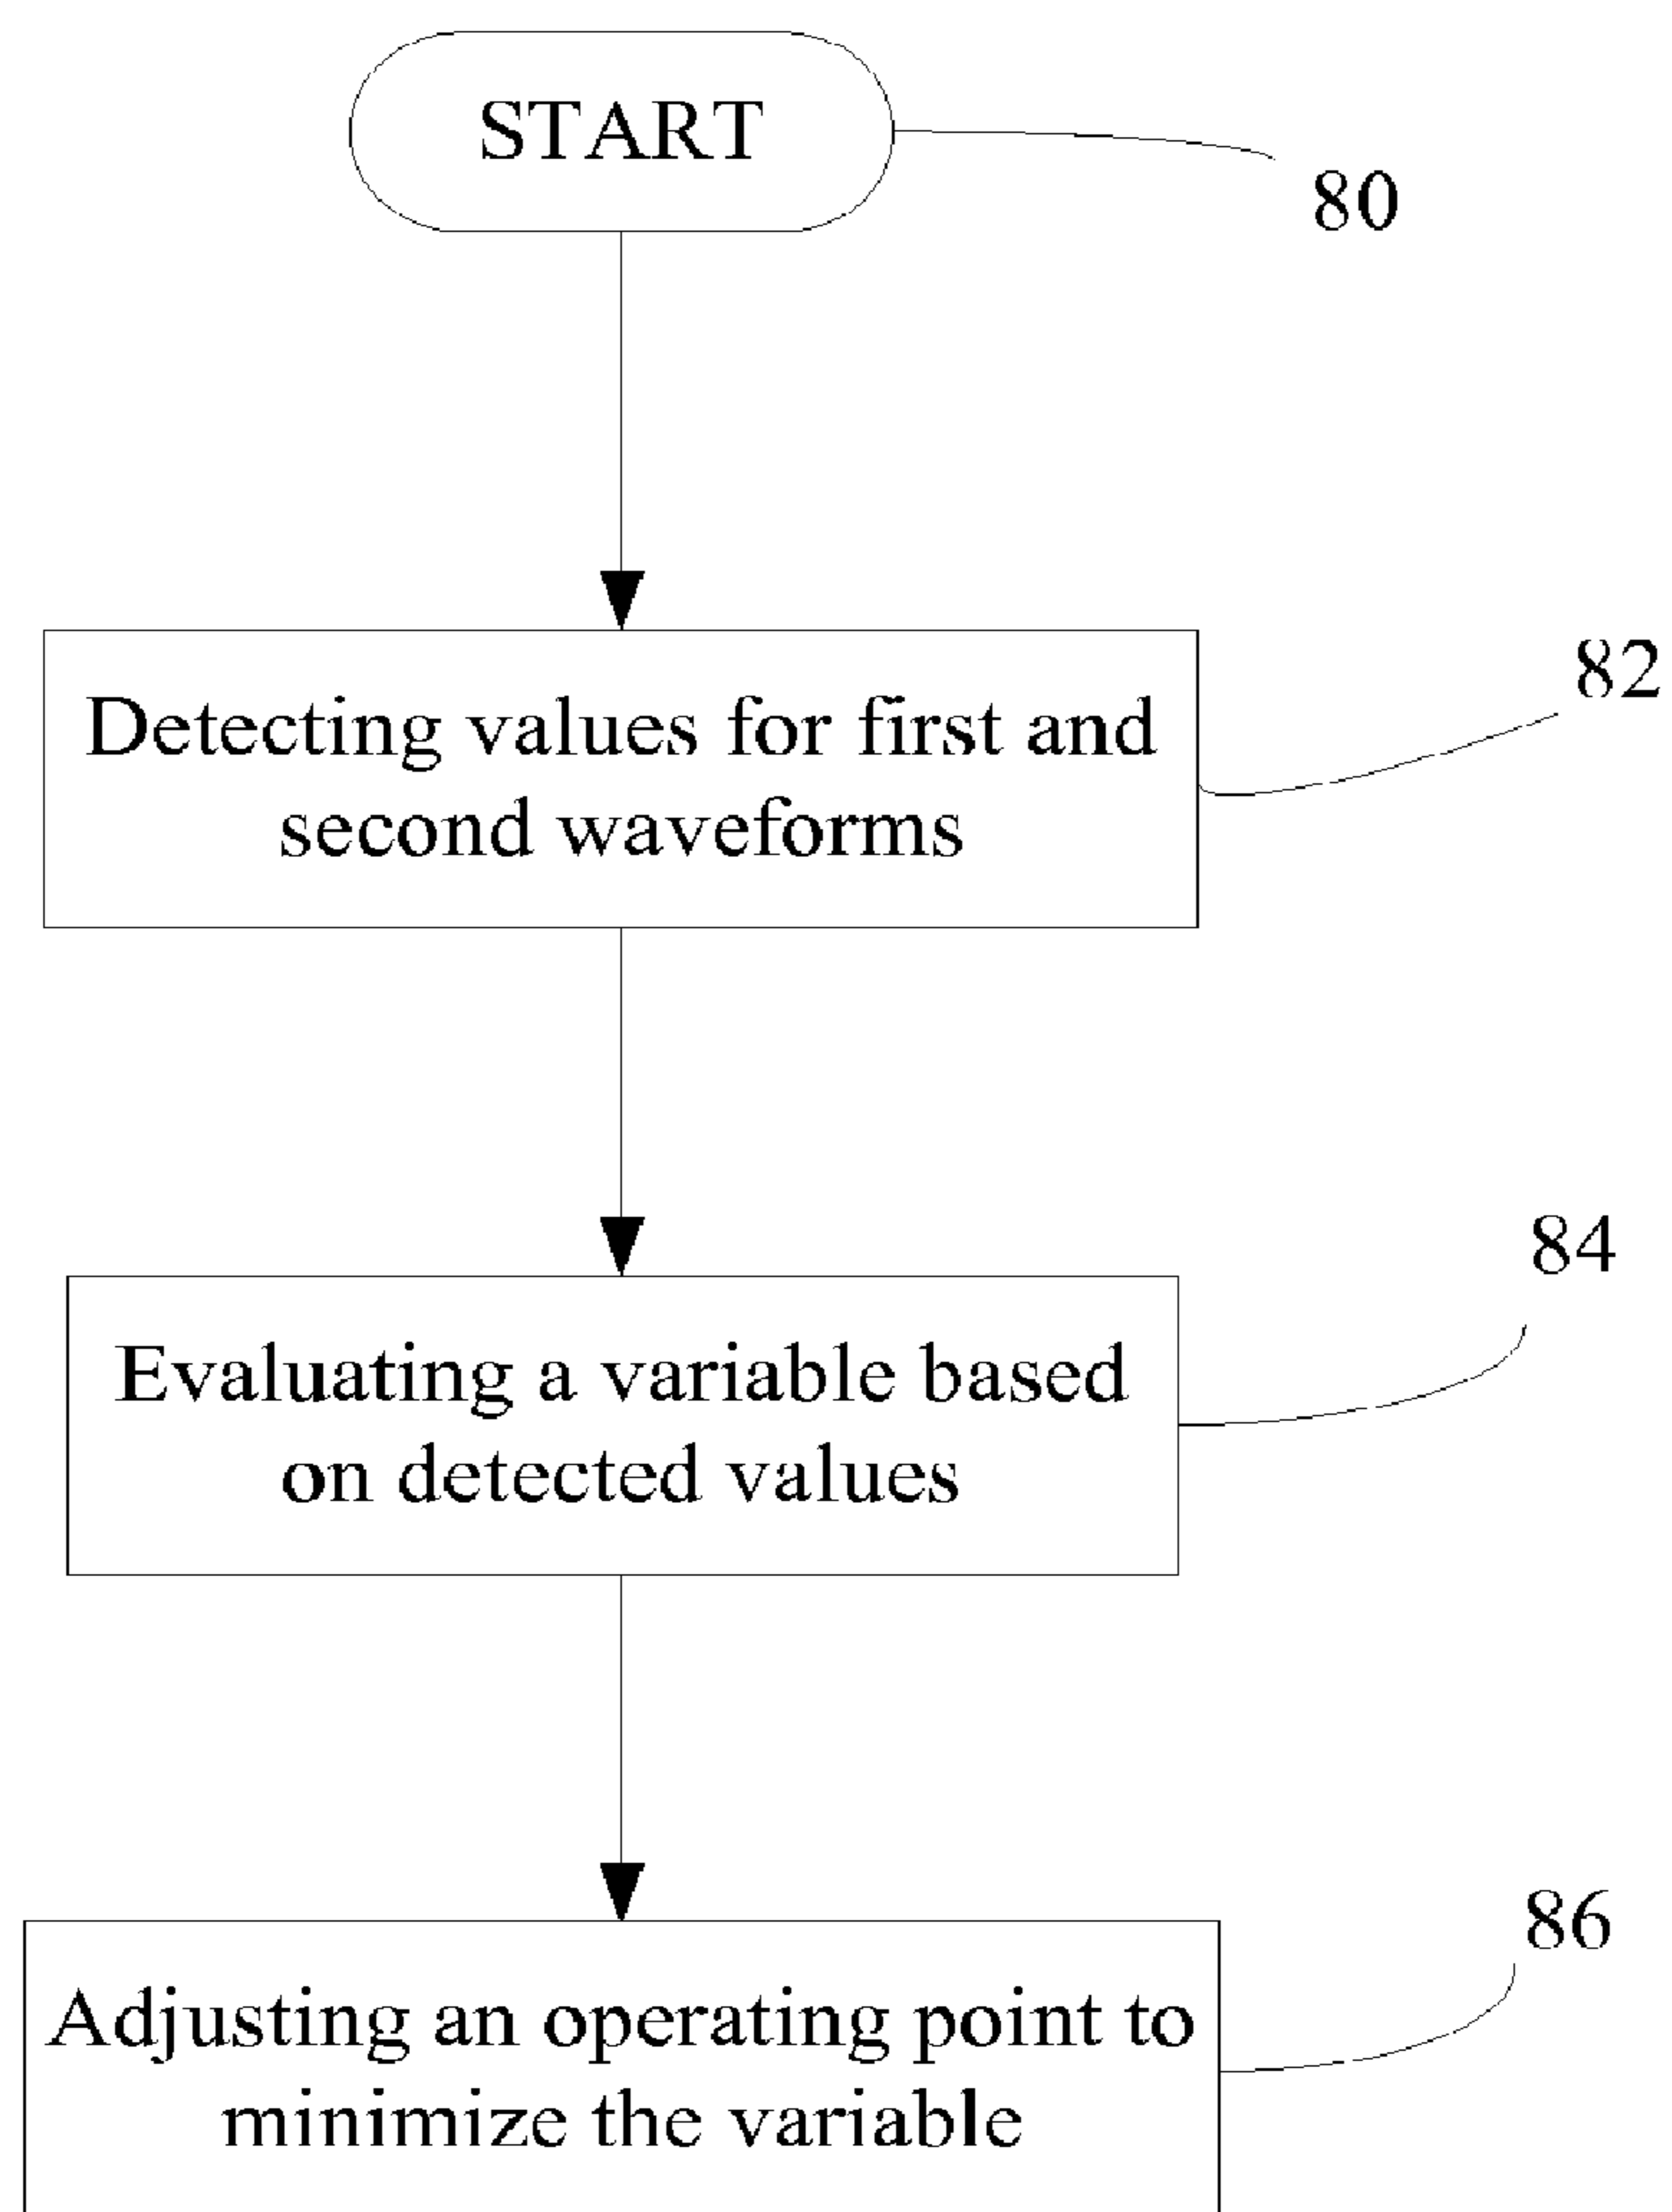 START
80
82
Detecting values for first and
second waveforms
84
Evaluating a variable based
on detected values
86
Adjusting an operating point to
minimize the variable